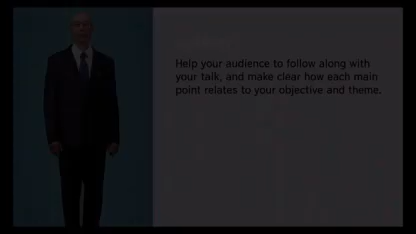 Help your audience to follow along with
your talk, and make clear how each main
point relates to your objective and theme.